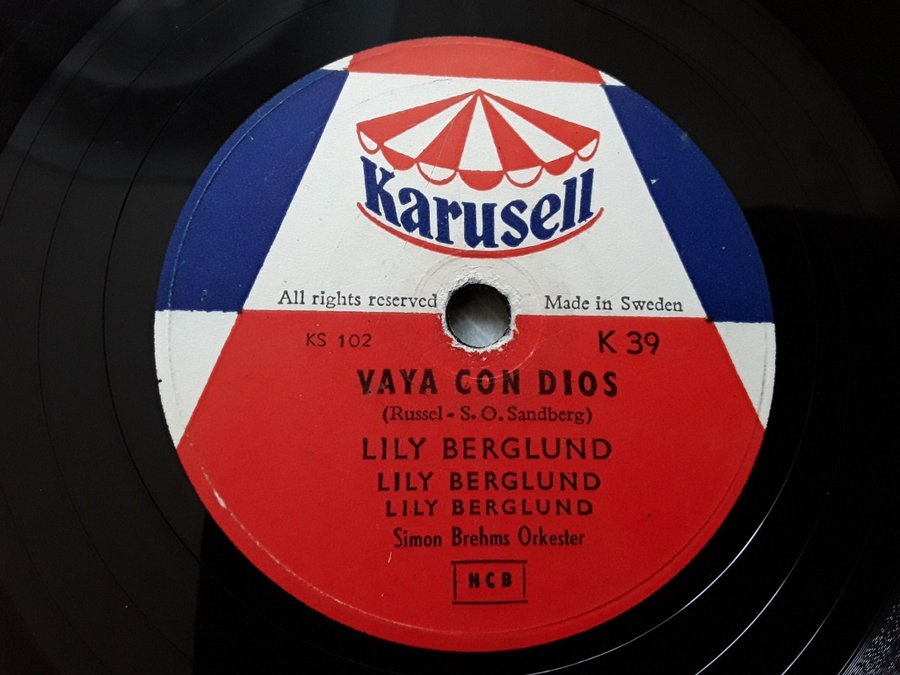 Karusell
All rights reserved Made in Sweden
KS 102 K 39
VAYA CON DIOS
(Russel - S. O. Sandberg)
LILY BERGLUND
LILY BERGLUND
LILY BERGLUND
Simon Brehms Orkester
NCB